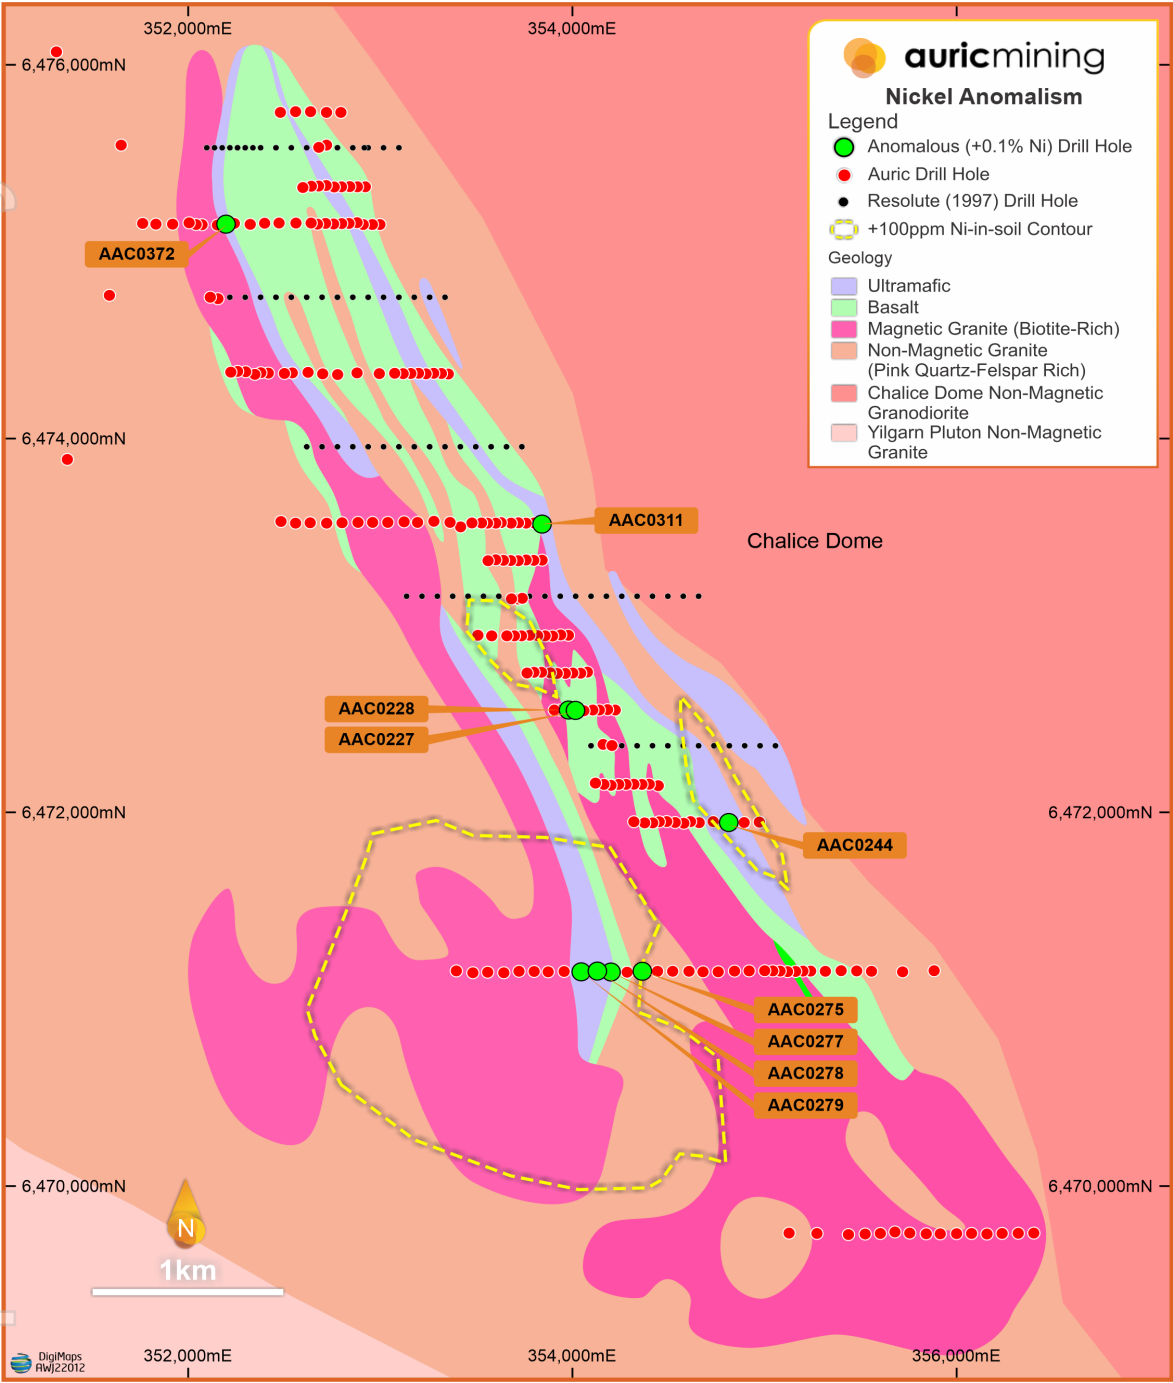 352,000mE
354,000mE
6,476,000mN
auricmining
Nickel Anomalism
Legend
Anomalous (+0.1% Ni) Drill Hole
Auric Drill Hole
Resolute (1997) Drill Hole
+100ppm Ni-in-soil Contour
Geology
Ultramafic
Basalt
Magnetic Granite (Biotite-Rich)
Non-Magnetic Granite
(Pink Quartz-Felspar Rich)
Chalice Dome Non-Magnetic
Granodiorite
Yilgarn Pluton Non-Magnetic
Granite
AAC0372
6,474,000mN
AAC0311
Chalice Dome
AAC0228
AAC0227
6,472,000mN
6,472,000mN
AAC0244
AAC0275
AAC0277
AAC0278
AAC0279
6,470,000mN
6,470,000mN
N
1km
DigiMaps
AWJ22012
352,000mE
354,000mE
356,000mE